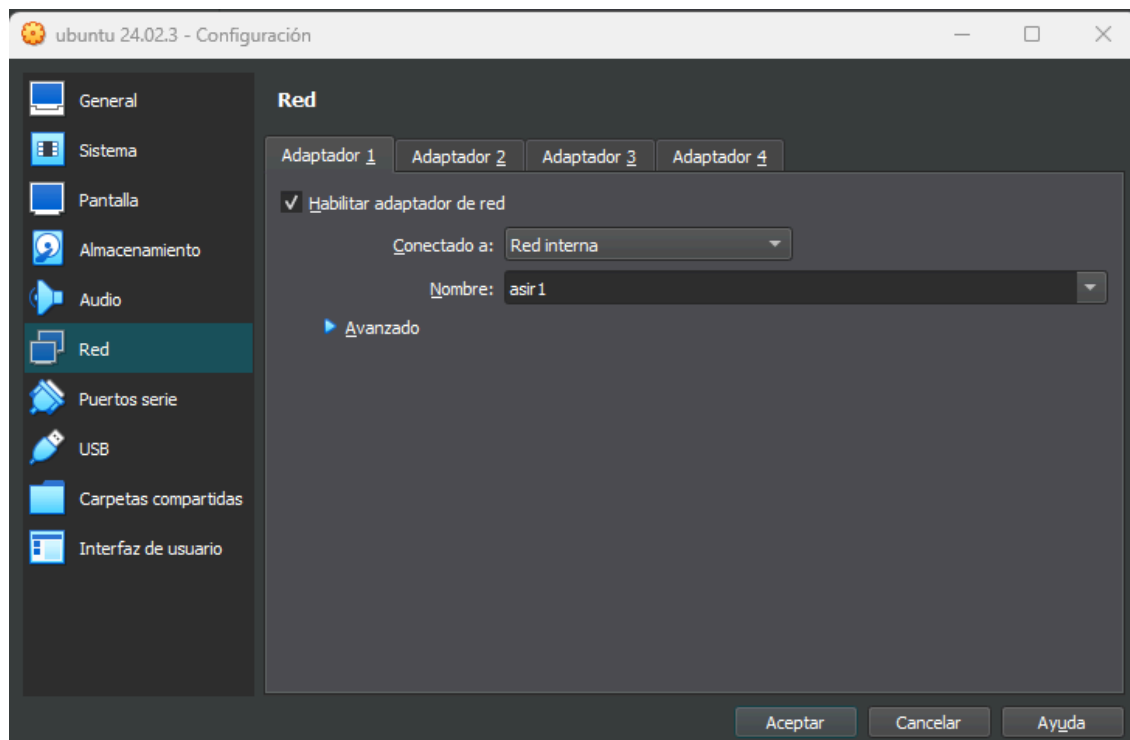 ubuntu 24.02.3 - Configuración
General
Sistema
Pantalla
Almacenamiento
Audio
Red
Puertos serie
USB
Carpetas compartidas
Interfaz de usuario
Red
Adaptador 1 Adaptador 2 Adaptador 3 Adaptador 4
Habilitar adaptador de red
Conectado a: Red interna
Nombre: asir1
Avanzado
Aceptar Cancelar Ayuda